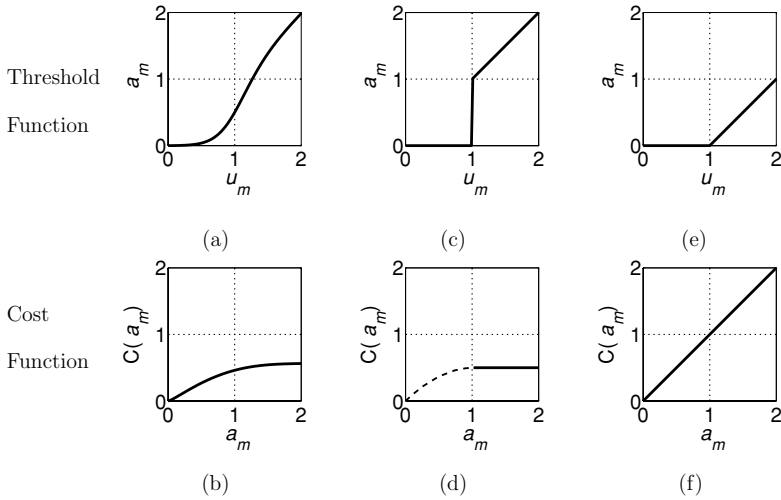 Threshold
Function
2
1
0
0 1 2
a_m
u_m
(a)
2
1
0
0 1 2
a_m
u_m
(c)
2
1
0
0 1 2
a_m
u_m
(e)
Cost
Function
2
1
0
0 1 2
C(a_m)
a_m
(b)
2
1
0
0 1 2
C(a_m)
a_m
(d)
2
1
0
0 1 2
C(a_m)
a_m
(f)